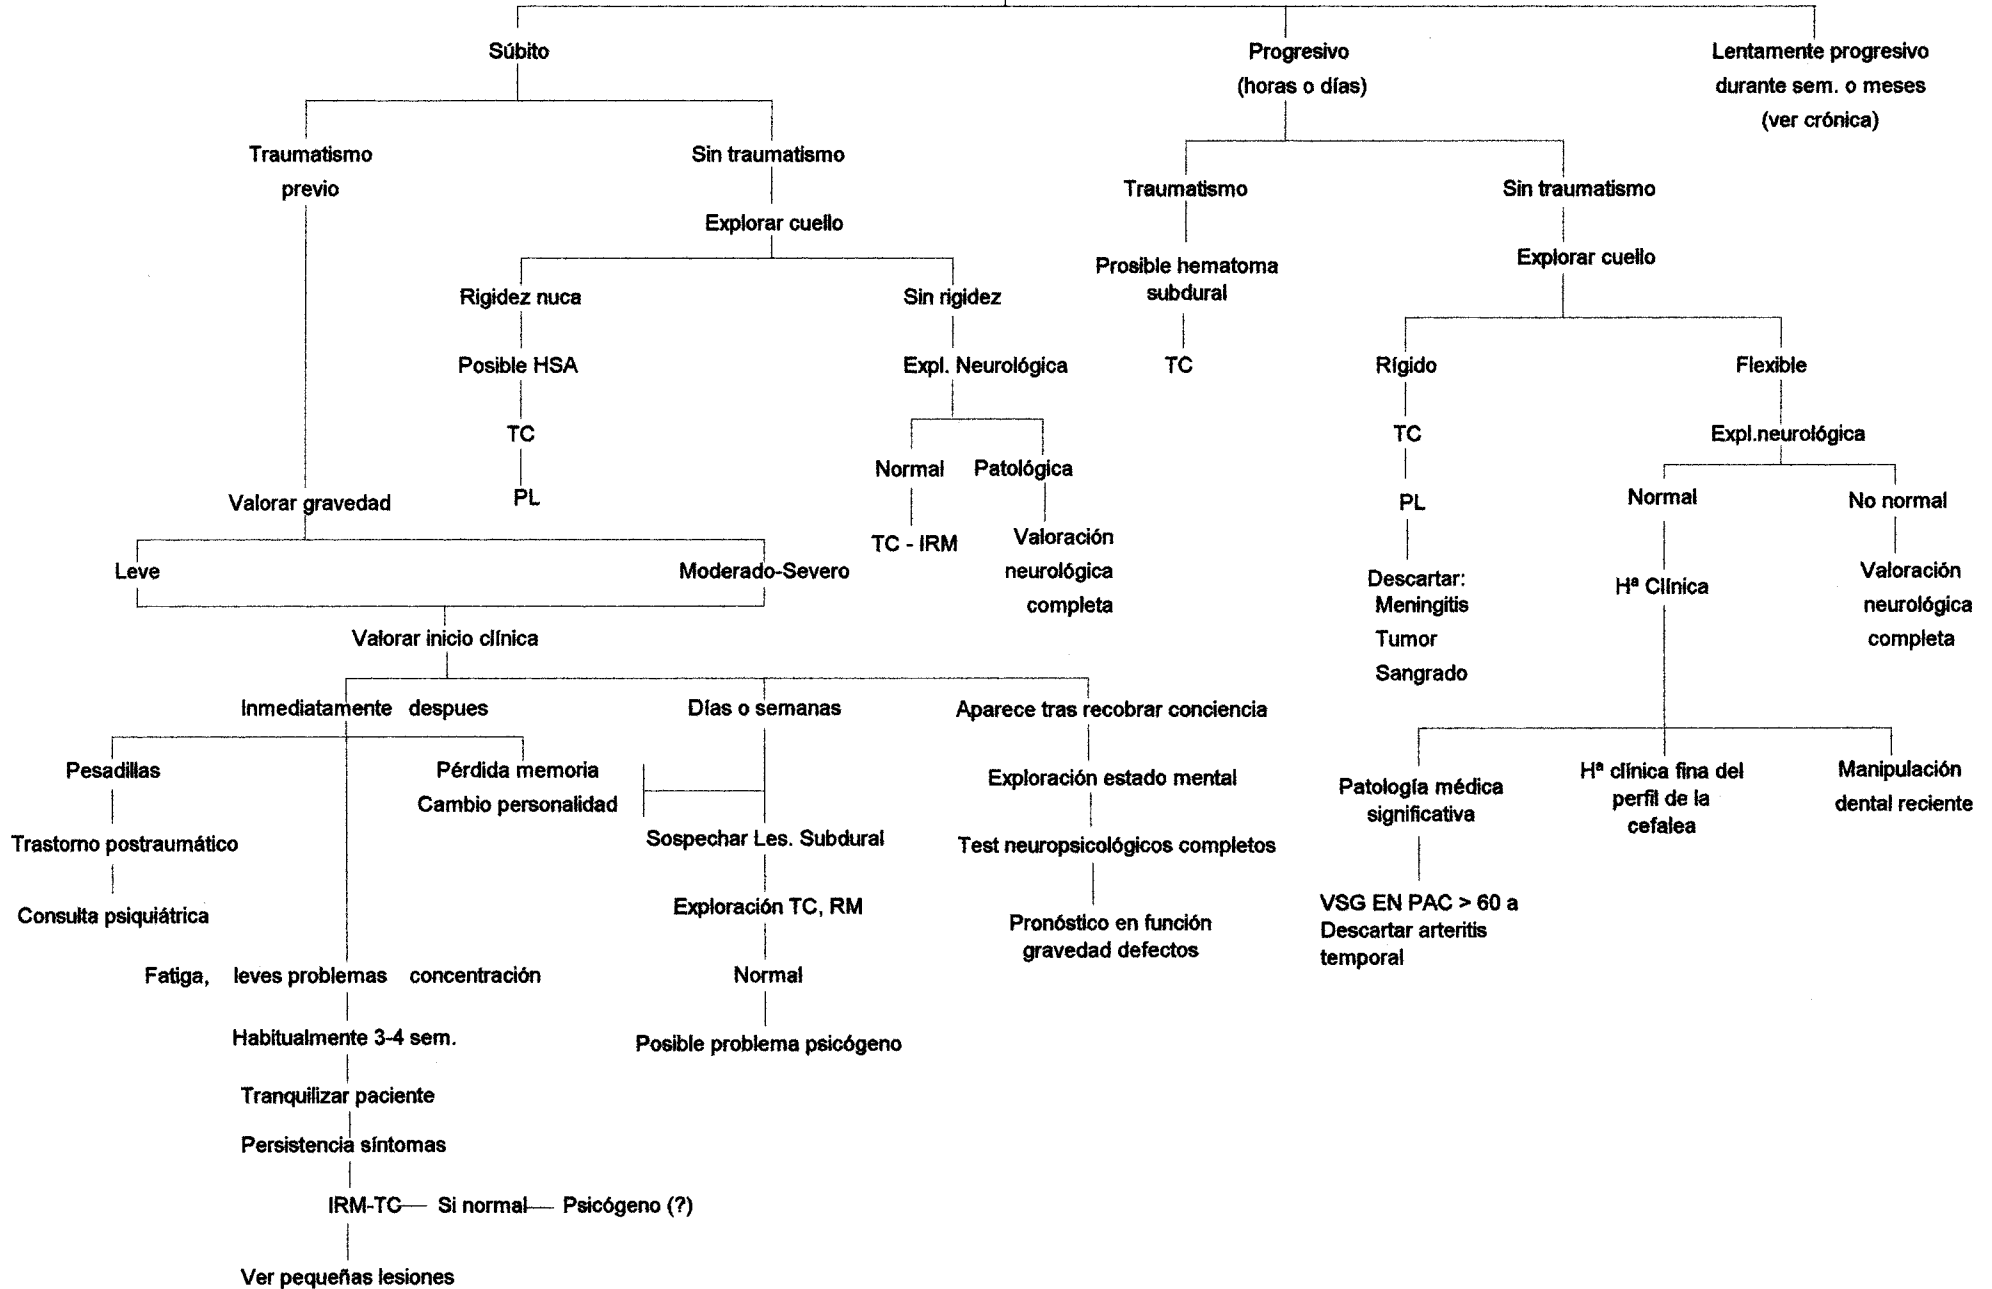 Súbito
Progresivo
(horas o días)
Lentamente progresivo
durante sem. o meses
(ver crónica)
Traumatismo
previo
Sin traumatismo
Explorar cuello
Rigidez nuca
Posible HSA
TC
PL
Sin rigidez
Expl. Neurológica
Normal
TC - IRM
Patológica
Valoración
neurológica
completa
Traumatismo
Prosible hematoma
subdural
TC
Sin traumatismo
Explorar cuello
Rígido
TC
PL
Descartar:
Meningitis
Tumor
Sangrado
Flexible
Expl.neurológica
Normal
Hª Clínica
No normal
Valoración
neurológica
completa
Patología médica
significativa
VSG EN PAC > 60 a
Descartar arteritis
temporal
Hª clínica fina del
perfil de la
cefalea
Manipulación
dental reciente
Valorar gravedad
Leve
Moderado-Severo
Valorar inicio clínica
Inmediatamente despues
Pesadillas
Trastorno postraumático
Consulta psiquiátrica
Pérdida memoria
Cambio personalidad
Fatiga, leves problemas concentración
Habitualmente 3-4 sem.
Tranquilizar paciente
Persistencia síntomas
IRM-TC Si normal Psicógeno (?)
Ver pequeñas lesiones
Días o semanas
Sospechar Les. Subdural
Exploración TC, RM
Normal
Posible problema psicógeno
Aparece tras recobrar conciencia
Exploración estado mental
Test neuropsicológicos completos
Pronóstico en función
gravedad defectos